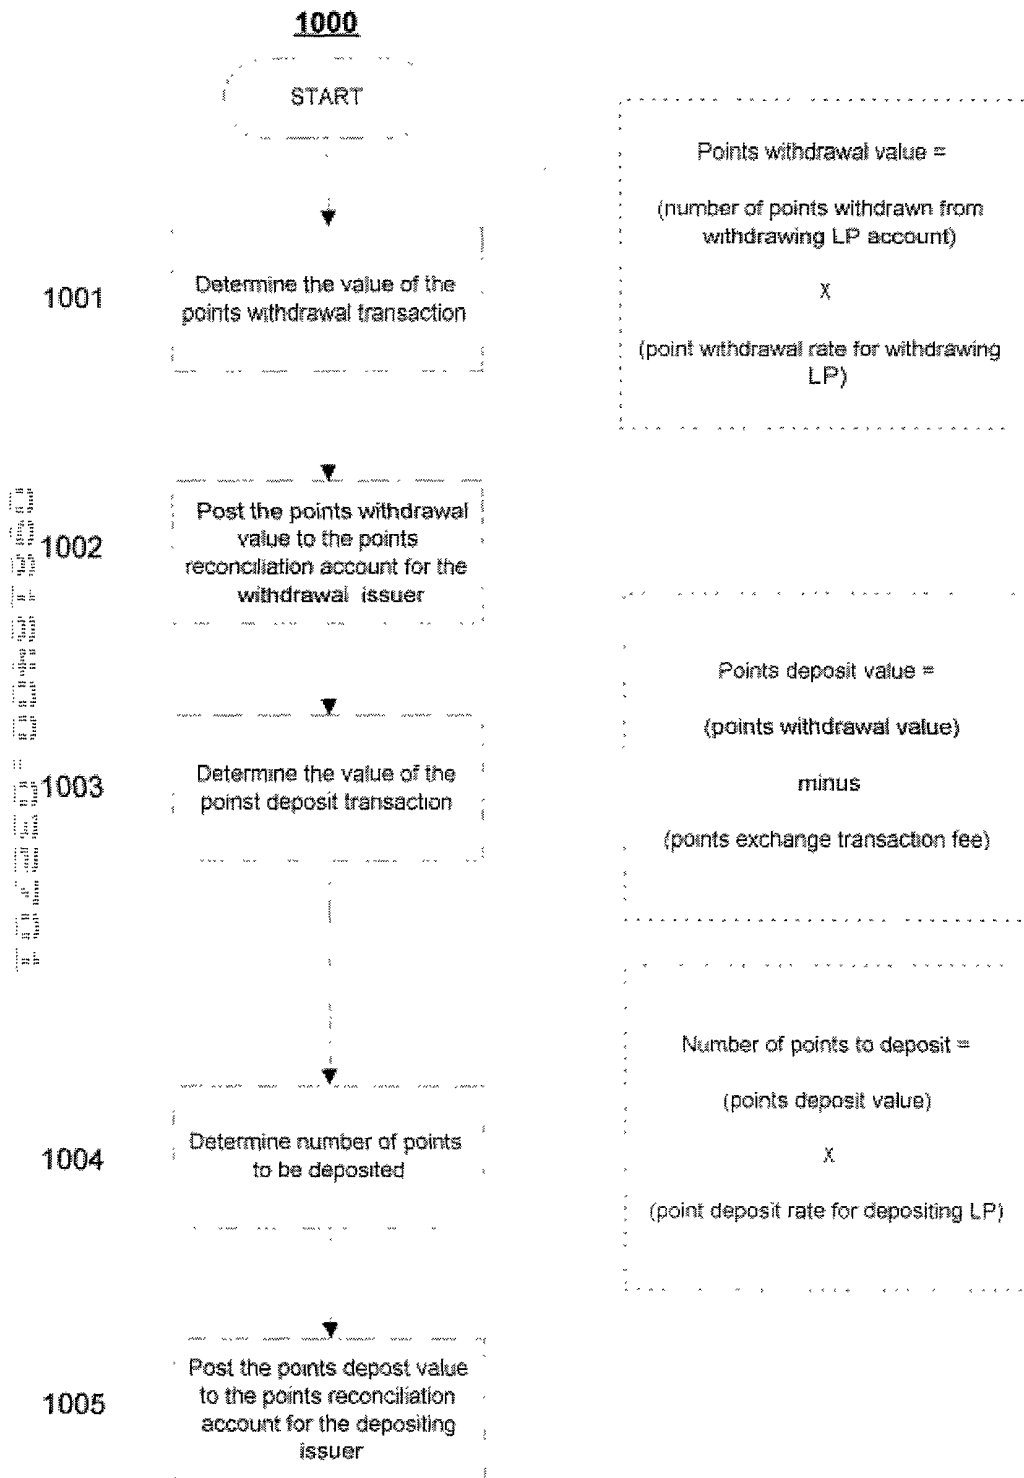 1000
START
1001
Determine the value of the
points withdrawal transaction
Points withdrawal value =
(number of points withdrawn from
withdrawing LP account)
X
(point withdrawal rate for withdrawing
LP)
1002
Post the points withdrawal
value to the points
reconciliation account for the
withdrawal issuer
1003
Determine the value of the
poinst deposit transaction
Points deposit value =
(points withdrawal value)
minus
(points exchange transaction fee)
1004
Determine number of points
to be deposited
Number of points to deposit =
(points deposit value)
X
(point deposit rate for depositing LP)
1005
Post the points depost value
to the points reconciliation
account for the depositing
issuer